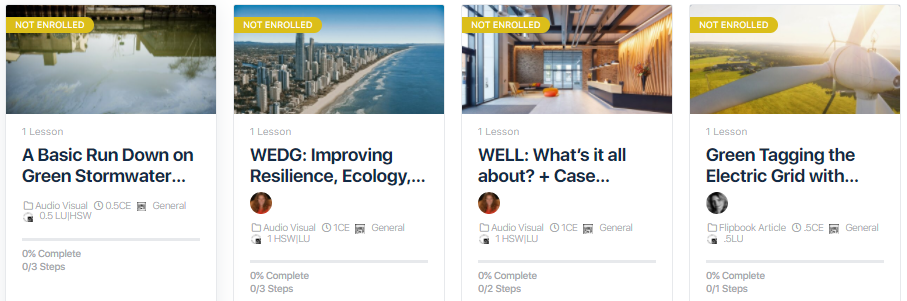 NOT ENROLLED
1 Lesson
A Basic Run Down on
Green Stormwater...
Audio Visual 0.5CE General
0.5 LU|HSW
0% Complete
0/3 Steps
NOT ENROLLED
1 Lesson
WEDG: Improving
Resilience, Ecology,...
Audio Visual 1CE General
1 HSW|LU
0% Complete
0/3 Steps
NOT ENROLLED
1 Lesson
WELL: What's it all
about? + Case...
Audio Visual 1CE General
1 HSW|LU
0% Complete
0/2 Steps
NOT ENROLLED
1 Lesson
Green Tagging the
Electric Grid with...
Flipbook Article .5CE General
.5LU
0% Complete
0/1 Steps